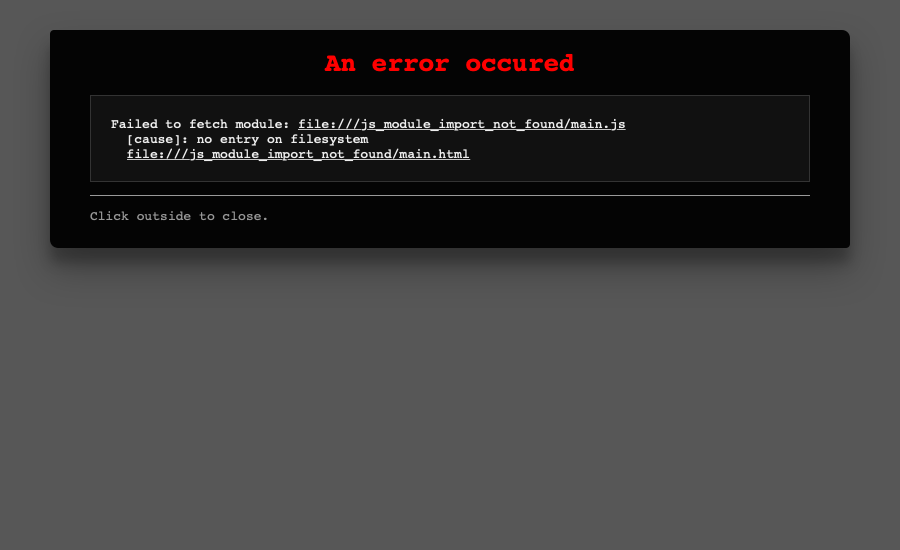 An error occured
Failed to fetch module: file:///js_module_import_not_found/main.js
[cause]: no entry on filesystem
file:///js_module_import_not_found/main.html
Click outside to close.